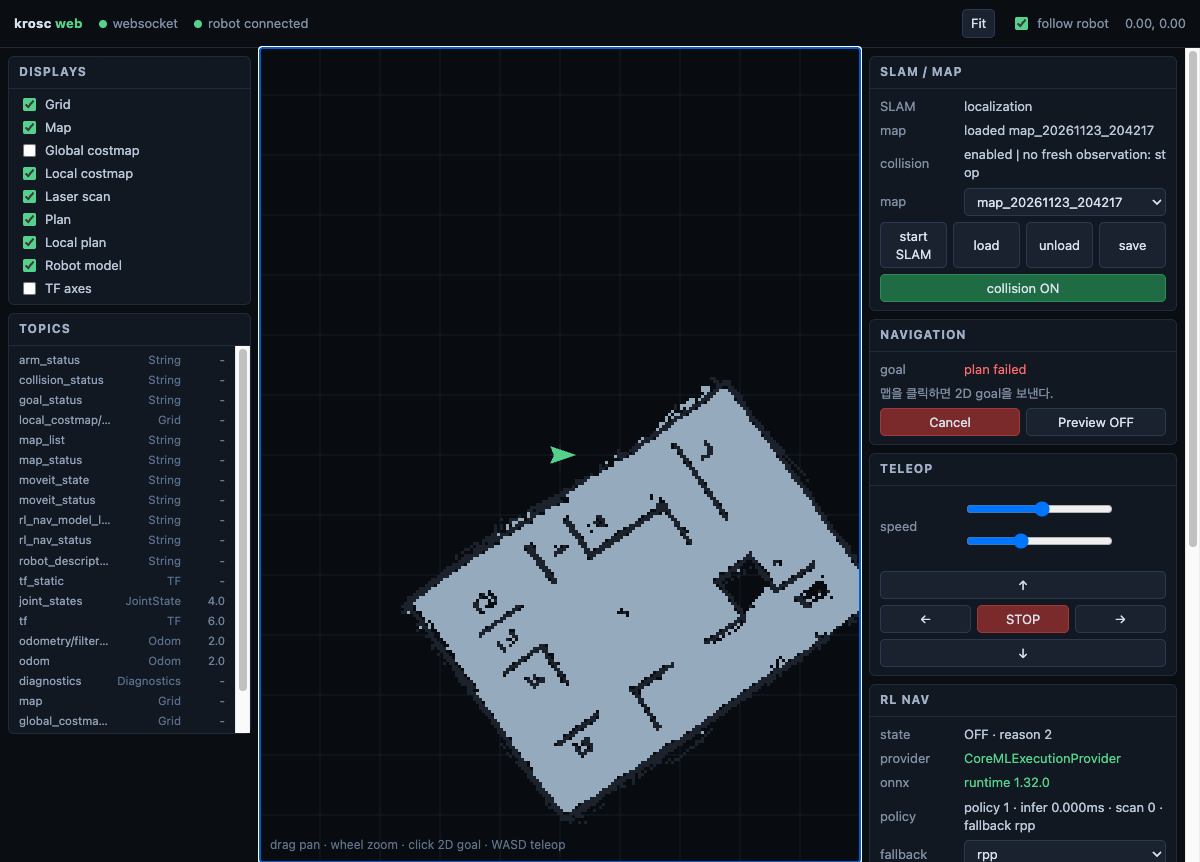 krosc web
websocket
robot connected
Fit
follow robot
0.00, 0.00
DISPLAYS
Grid
Map
Global costmap
Local costmap
Laser scan
Plan
Local plan
Robot model
TF axes
TOPICS
arm_status String -
collision_status String -
goal_status String -
local_costmap/... Grid -
map_list String -
map_status String -
moveit_state String -
moveit_status String -
rl_nav_model_l... String -
rl_nav_status String -
robot_descript... String -
tf_static TF -
joint_states JointState 4.0
tf TF 6.0
odometry/filter... Odom 2.0
odom Odom 2.0
diagnostics Diagnostics -
map Grid -
global_costma... Grid -
drag pan · wheel zoom · click 2D goal · WASD teleop
SLAM / MAP
SLAM localization
map loaded map_20261123_204217
collision enabled | no fresh observation: st
op
map map_20261123_204217
start
SLAM
load
unload
save
collision ON
NAVIGATION
goal plan failed
맵을 클릭하면 2D goal을 보낸다.
Cancel
Preview OFF
TELEOP
speed
↑
←
STOP
→
↓
RL NAV
state OFF · reason 2
provider CoreMLExecutionProvider
onnx runtime 1.32.0
policy policy 1 · infer 0.000ms · scan 0 ·
fallback rpp
fallback rpp